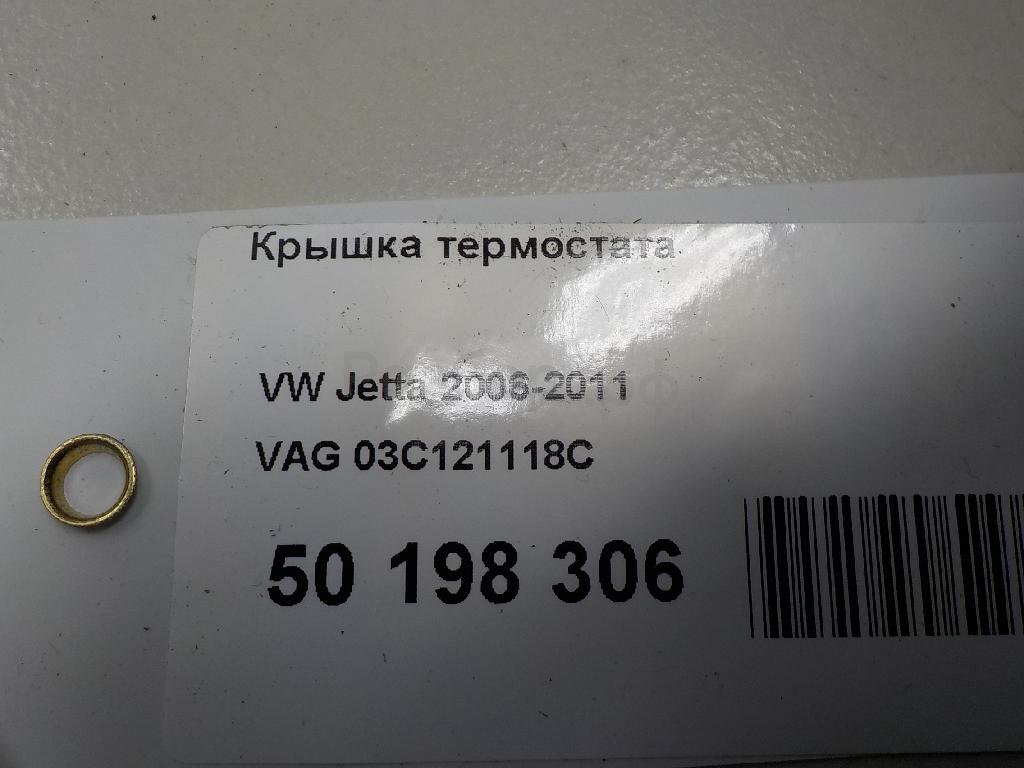 Крышка термостата
VW Jetta 2006-2011
VAG 03C121118C
50 198 306